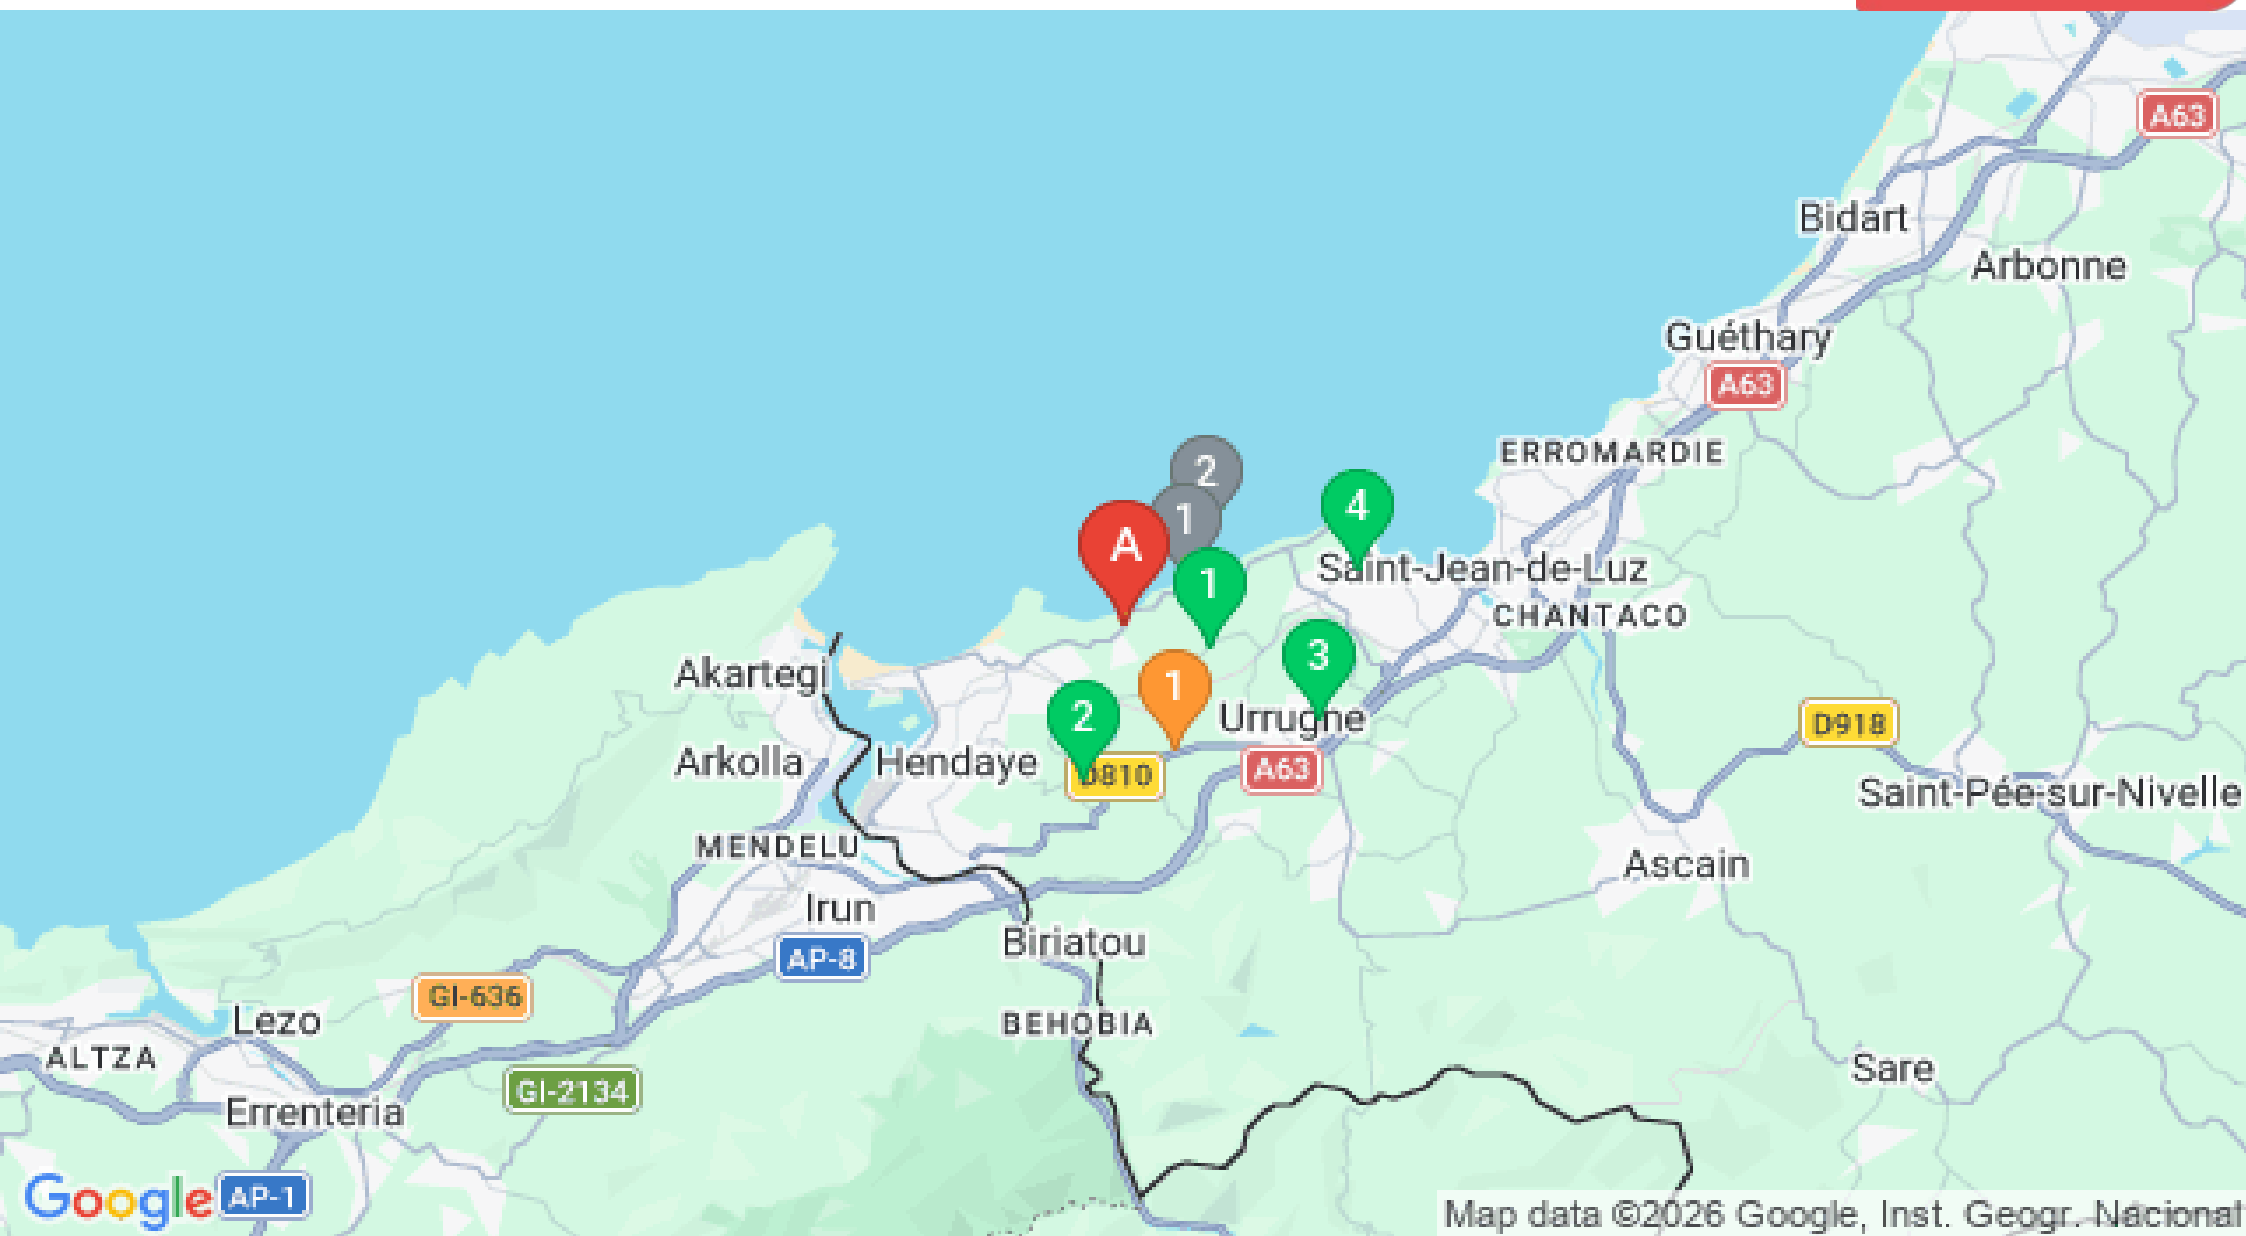 A63
Bidart
Arbonne
Guéthary
A63
ERROMARDIE
2
4
1
A
Saint-Jean-de-Luz
1
CHANTACO
3
Akartegi
1
2
Urrugne
D918
Arkolla
Hendaye
D810
A63
Saint-Pée-sur-Nivelle
MENDELU
Ascain
Irun
Biriatou
AP-8
GI-636
Lezo
BEHOBIA
ALTZA
Sare
GI-2134
Errenteria
Google
AP-1
Map data ©2026 Google, Inst. Geogr. Nacional